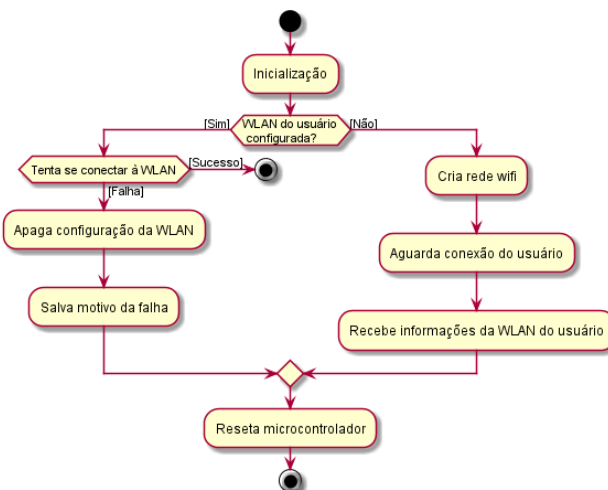 Inicialização
[Sim]
WLAN do usuário
configurada?
[Não]
Tenta se conectar à WLAN
[Sucesso]
[Falha]
Cria rede wifi
Apaga configuração da WLAN
Aguarda conexão do usuário
Salva motivo da falha
Recebe informações da WLAN do usuário
Reseta microcontrolador